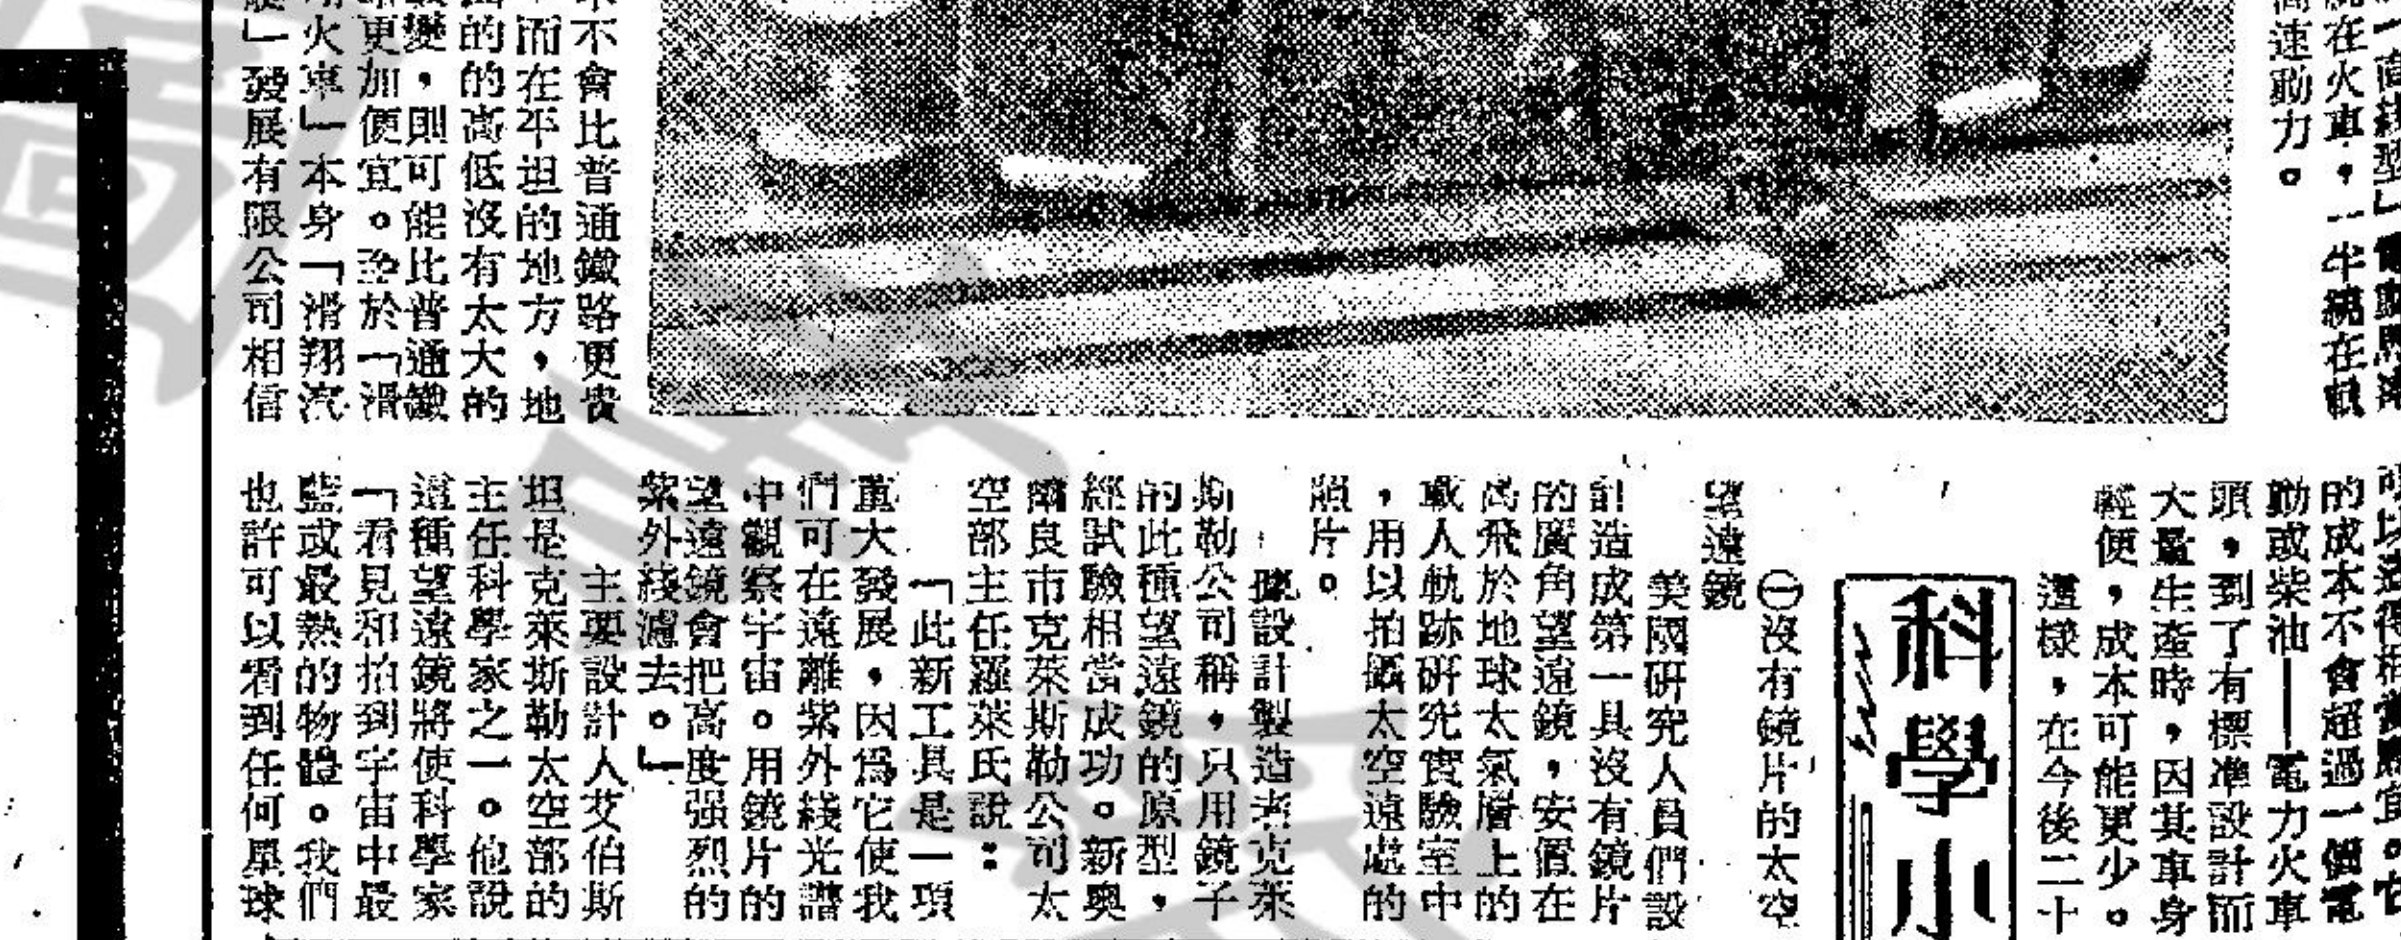 在火車,一半繞在
高速動力。
不會比普通鐵路更貴
而在平坦的地方,地
的的高低沒有太大的
變,則可能比普通鐵
更加便宜。至於「滑
火車」本身「滑翔汽
」發展有限公司相信
的成本不會超過一個電
動或柴油——電力火車
頭,到了有標準設計而
大量生產時,因其車身
輕便,成本可能更少。
這樣,在今後二十
科學小
㊀沒有鏡片的太空
望遠鏡
美國研究人員們設
計造成第一具沒有鏡片
的廣角望遠鏡,安置在
高飛於地球太氣層上的
載人軌跡研究實驗室中
,用以拍攝太空遠處的
照片。
據設計製造者克萊
斯勒公司稱,只用鏡子
的此種望遠鏡的原型,
經試驗相當成功。新奧
爾良市克萊斯勒公司太
空部主任羅萊氏說:
「此新工具是一項
重大發展,因為它使我
們可在遠離紫外綫光譜
中觀察宇宙。用鏡片的
望遠鏡會把高度强烈的
紫外綫濾去。」
主要設計人艾伯斯
坦是克萊斯勒太空部的
主任科學家之一。他說
這種望遠鏡將使科學家
「看見和拍到宇宙中最
藍或最熱的物體。我們
也許可以看到任何星球